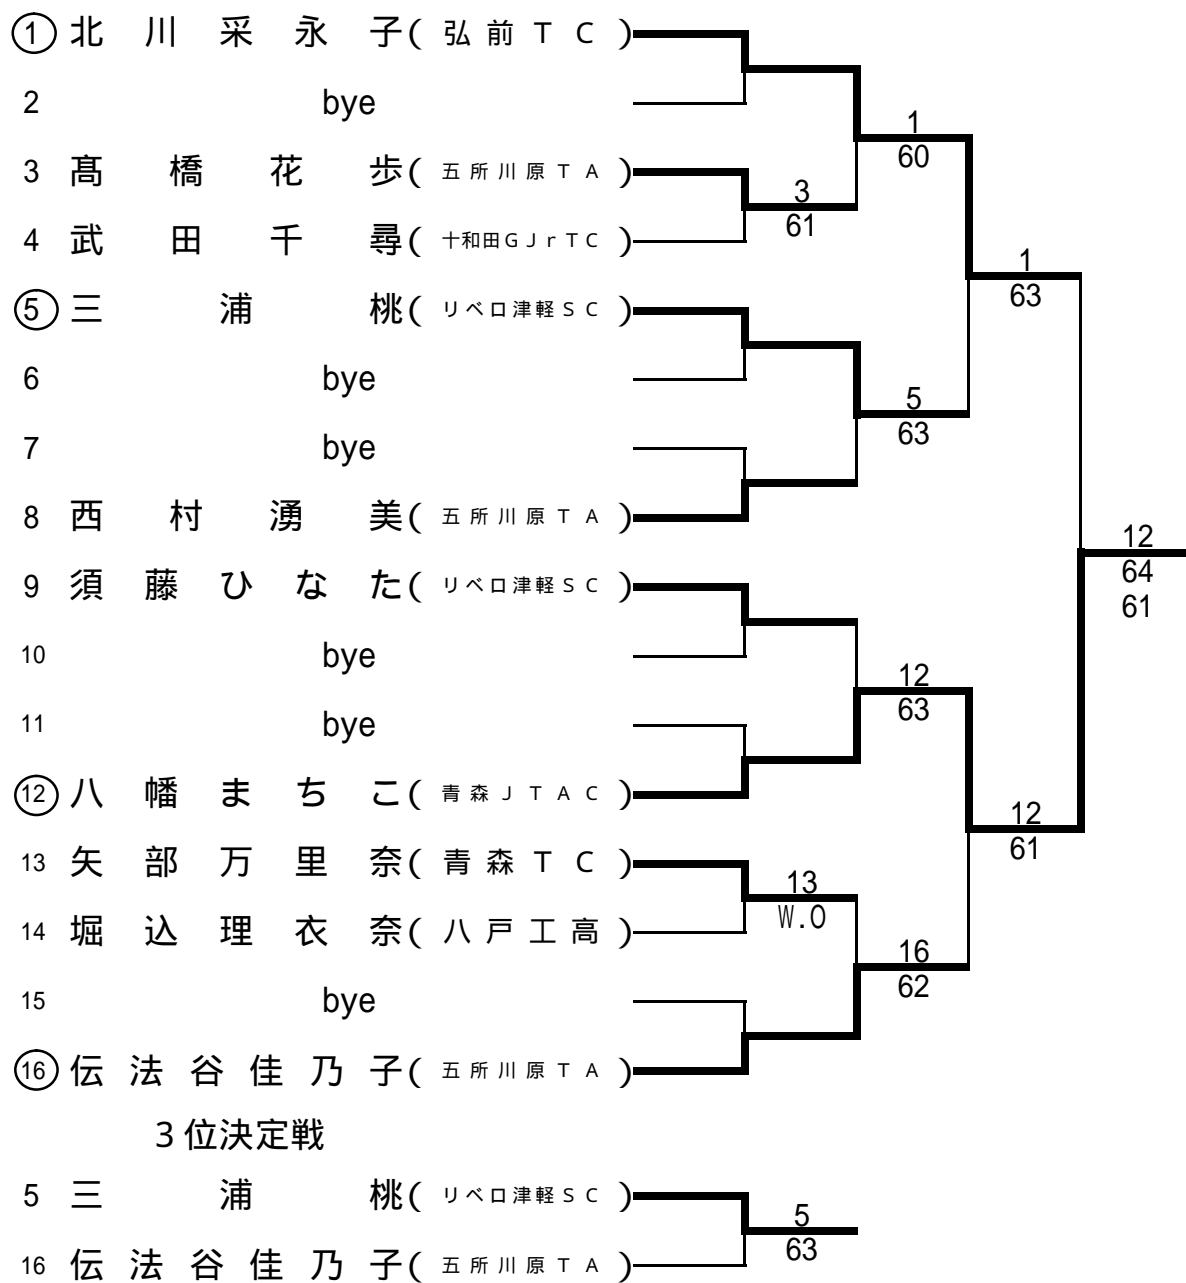 ① 北川采永子(弘前TC)
2 bye
1
60
3 髙橋花歩(五所川原TA)
3
61
4 武田千尋(十和田GJrTC)
1
63
⑤ 三浦桃(リベロ津軽SC)
6 bye
5
63
7 bye
8 西村湧美(五所川原TA)
12
64
61
9 須藤ひなた(リベロ津軽SC)
10 bye
12
63
11 bye
⑫ 八幡まちこ(青森JTAC)
12
61
13 矢部万里奈(青森TC)
13
W.O
14 堀込理衣奈(八戸工高)
16
62
15 bye
⑯ 伝法谷佳乃子(五所川原TA)
3位決定戦
5 三浦桃(リベロ津軽SC)
5
63
16 伝法谷佳乃子(五所川原TA)